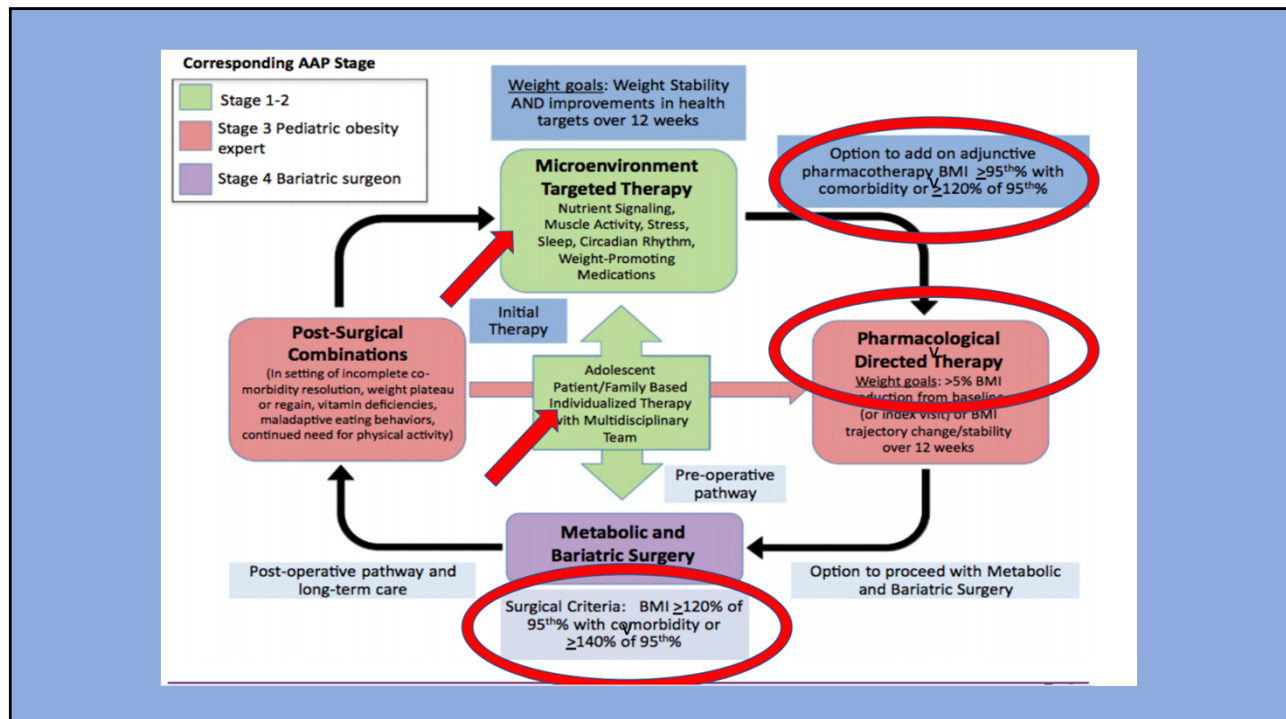 Corresponding AAP Stage
Stage 1-2
Stage 3 Pediatric obesity
expert
Stage 4 Bariatric surgeon
Weight goals: Weight Stability
AND improvements in health
targets over 12 weeks
Microenvironment
Targeted Therapy
Nutrient Signaling,
Muscle Activity, Stress,
Sleep, Circadian Rhythm,
Weight-Promoting
Medications
Option to add on adjunctive
pharmacotherapy BMI ≥95th% with
comorbidity or ≥120% of 95th%
Initial
Therapy
Post-Surgical
Combinations
(In setting of incomplete co-
morbidity resolution, weight plateau
or regain, vitamin deficiencies,
maladaptive eating behaviors,
continued need for physical activity)
Adolescent
Patient/Family Based
Individualized Therapy
with Multidisciplinary
Team
Pharmacological
Directed Therapy
Weight goals: >5% BMI
reduction from baseline
(or index visit) or BMI
trajectory change/stability
over 12 weeks
Pre-operative
pathway
Metabolic and
Bariatric Surgery
Post-operative pathway and
long-term care
Option to proceed with Metabolic
and Bariatric Surgery
Surgical Criteria: BMI ≥120% of
95th% with comorbidity or
≥140% of 95th%